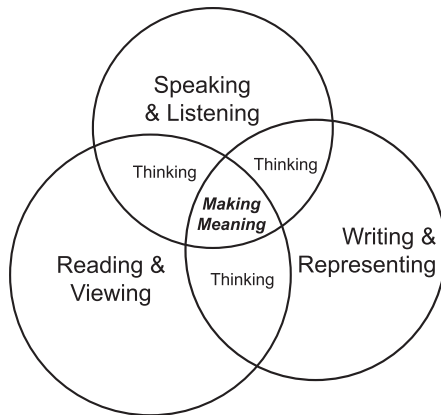 Speaking
& Listening
Thinking
Thinking
Making
Meaning
Writing &
Representing
Reading &
Viewing
Thinking